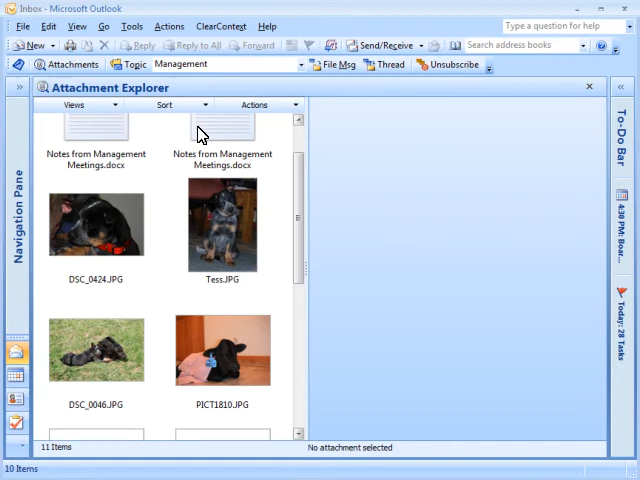 Inbox - Microsoft Outlook
File Edit View Go Tools Actions ClearContext Help Type a question for help
New Reply Reply to All Forward Send/Receive Search address books
Attachments Topic Management File Msg Thread Unsubscribe
» Attachment Explorer «
Views Sort Actions
Notes from Management Meetings.docx
Notes from Management Meetings.docx
DSC_0424.JPG Tess.JPG
DSC_0046.JPG PICT1810.JPG
11 Items No attachment selected
10 Items
Navigation Pane
To-Do Bar
4:30 PM: Boar...
Today: 28 Tasks